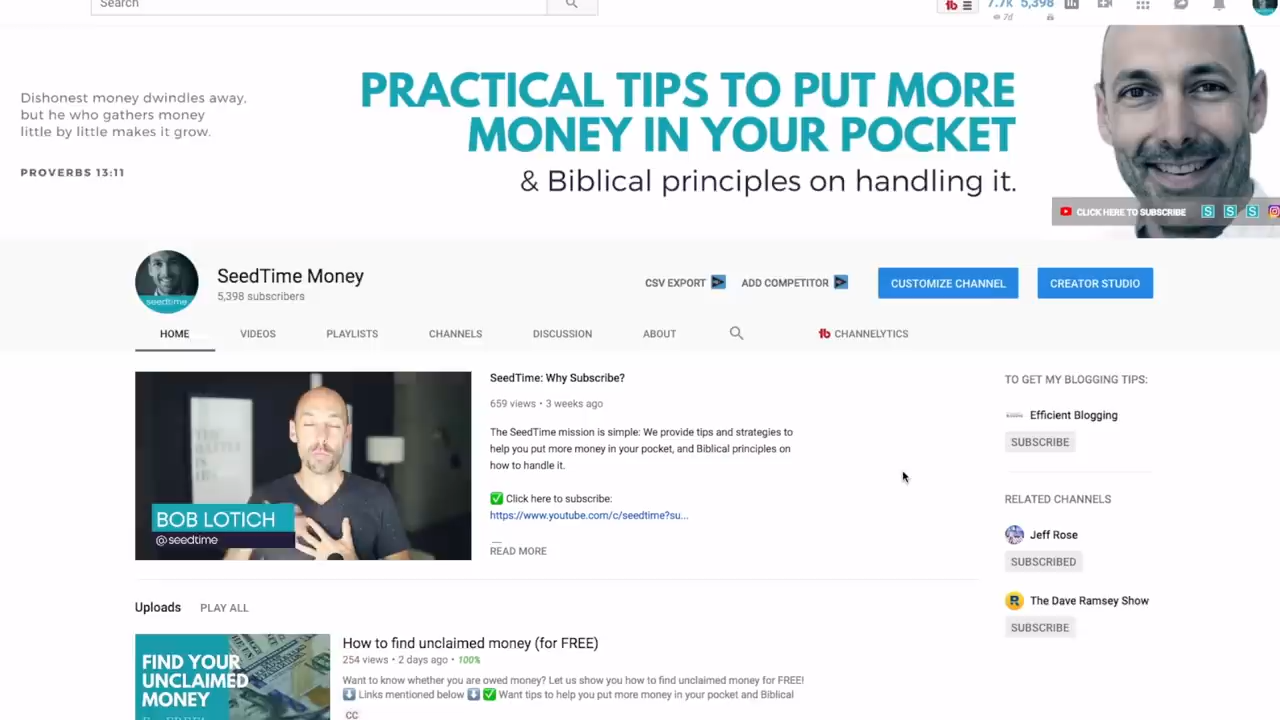 Search
7.7K 5,398
7d
Dishonest money dwindles away,
but he who gathers money
little by little makes it grow.
PROVERBS 13:11
PRACTICAL TIPS TO PUT MORE
MONEY IN YOUR POCKET
& Biblical principles on handling it.
CLICK HERE TO SUBSCRIBE
seedtime
SeedTime Money
5,398 subscribers
CSV EXPORT
ADD COMPETITOR
CUSTOMIZE CHANNEL
CREATOR STUDIO
HOME VIDEOS PLAYLISTS CHANNELS DISCUSSION ABOUT CHANNELYTICS
BOB LOTICH
@seedtime
SeedTime: Why Subscribe?
659 views • 3 weeks ago
The SeedTime mission is simple: We provide tips and strategies to
help you put more money in your pocket, and Biblical principles on
how to handle it.
✅ Click here to subscribe:
https://www.youtube.com/c/seedtime?su...
READ MORE
TO GET MY BLOGGING TIPS:
Efficient Blogging
SUBSCRIBE
RELATED CHANNELS
Jeff Rose
SUBSCRIBED
The Dave Ramsey Show
SUBSCRIBE
Uploads PLAY ALL
FIND YOUR
UNCLAIMED
MONEY
How to find unclaimed money (for FREE)
254 views • 2 days ago • 100%
Want to know whether you are owed money? Let us show you how to find unclaimed money for FREE!
⬇️ Links mentioned below ⬇️ ✅ Want tips to help you put more money in your pocket and Biblical
CC